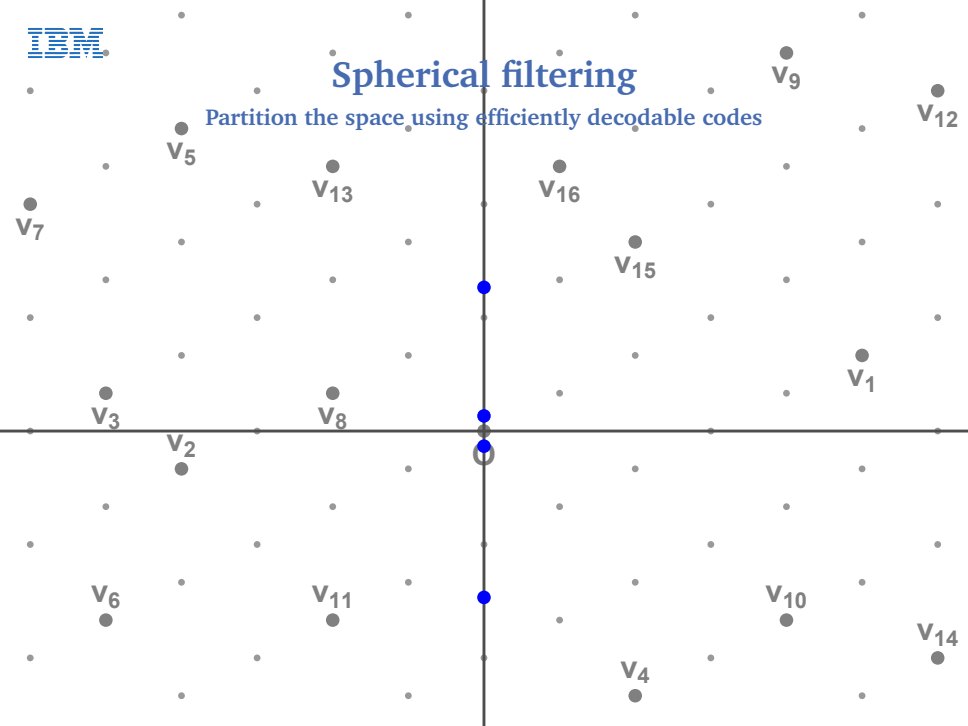 IBM
Spherical filtering
Partition the space using efficiently decodable codes
v9
v12
v5
v13
v16
v7
v15
v1
v3
v8
v2
O
v6
v11
v10
v14
v4